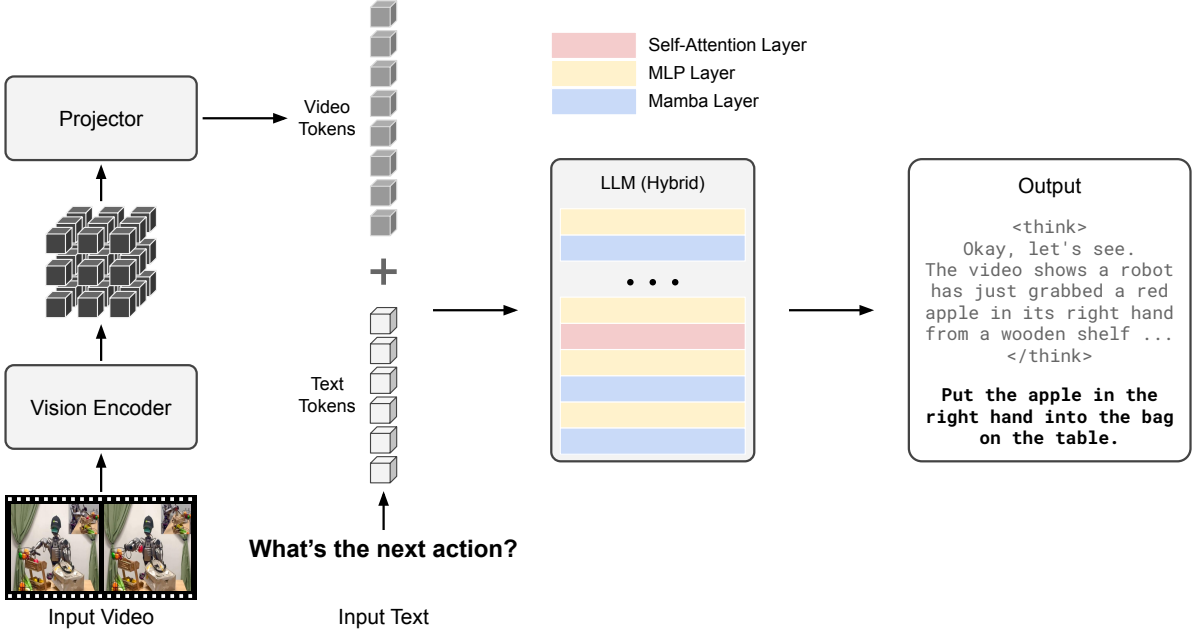 Self-Attention Layer
MLP Layer
Mamba Layer
Projector
Video
Tokens
LLM (Hybrid)
Output
<think>
Okay, let's see.
The video shows a robot
has just grabbed a red
apple in its right hand
from a wooden shelf ...
</think>
Put the apple in the
right hand into the bag
on the table.
+
• • •
Text
Tokens
Vision Encoder
What's the next action?
Input Video
Input Text